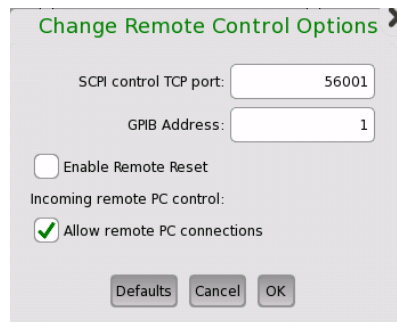 Change Remote Control Options
SCPI control TCP port: 56001
GPIB Address: 1
Enable Remote Reset
Incoming remote PC control:
Allow remote PC connections
Defaults Cancel OK